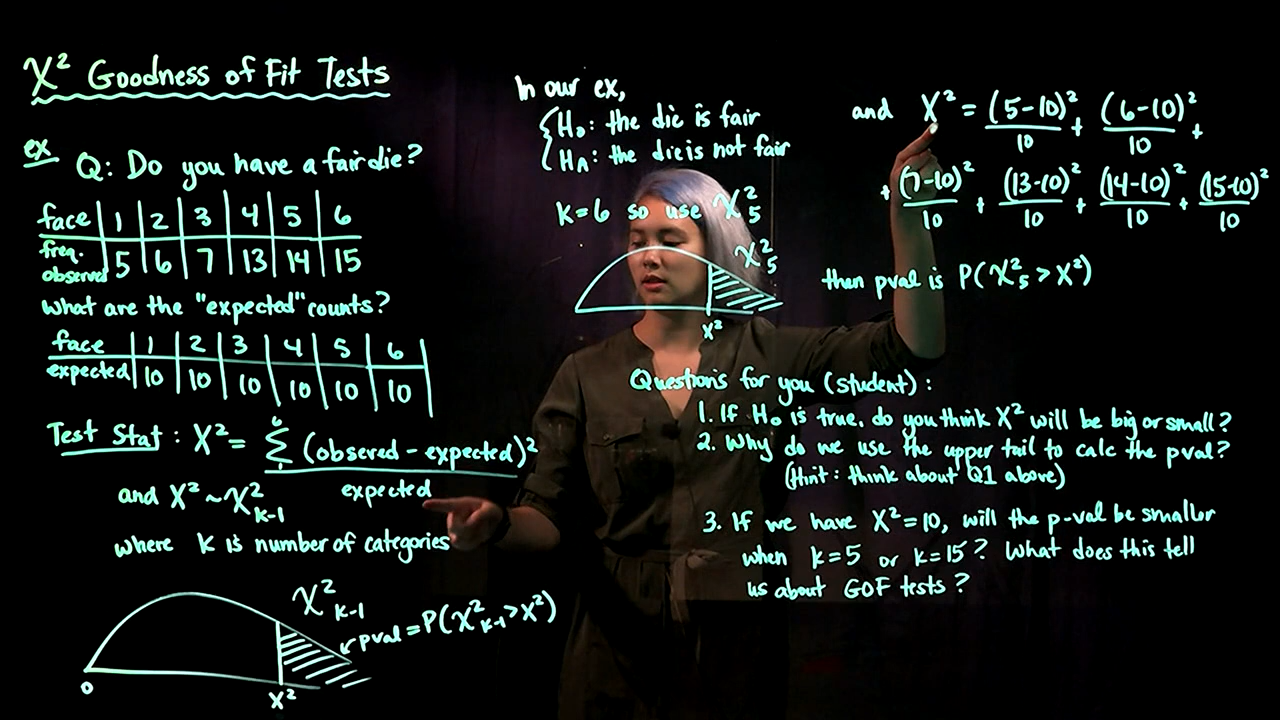 X² Goodness of Fit Tests
ex Q: Do you have a fair die?
face | 1 | 2 | 3 | 4 | 5 | 6
freq. observed | 5 | 6 | 7 | 13 | 14 | 15
What are the "expected" counts?
face | 1 | 2 | 3 | 4 | 5 | 6
expected | 10 | 10 | 10 | 10 | 10 | 10
Test Stat : X² = 6 Σ 1 (obsered - expected)² / expected
and X² ~ χ²k-1
where k is number of categories
χ²k-1
pval = P(χ²k-1 > X²)
0 X²
In our ex,
{ H0: the die is fair
HA: the die is not fair
k=6 so use χ²5
χ²5
X²
and X² = (5-10)²/10 + (6-10)²/10 +
+ (7-10)²/10 + (13-10)²/10 + (14-10)²/10 + (15-10)²/10
then pval is P(χ²5 > X²)
Questions for you (student) :
1. If H0 is true, do you think X² will be big or small?
2. Why do we use the upper tail to calc the pval?
(Hint: think about Q1 above)
3. If we have X²=10, will the p-val be smaller
when k=5 or k=15? What does this tell
us about GOF tests?